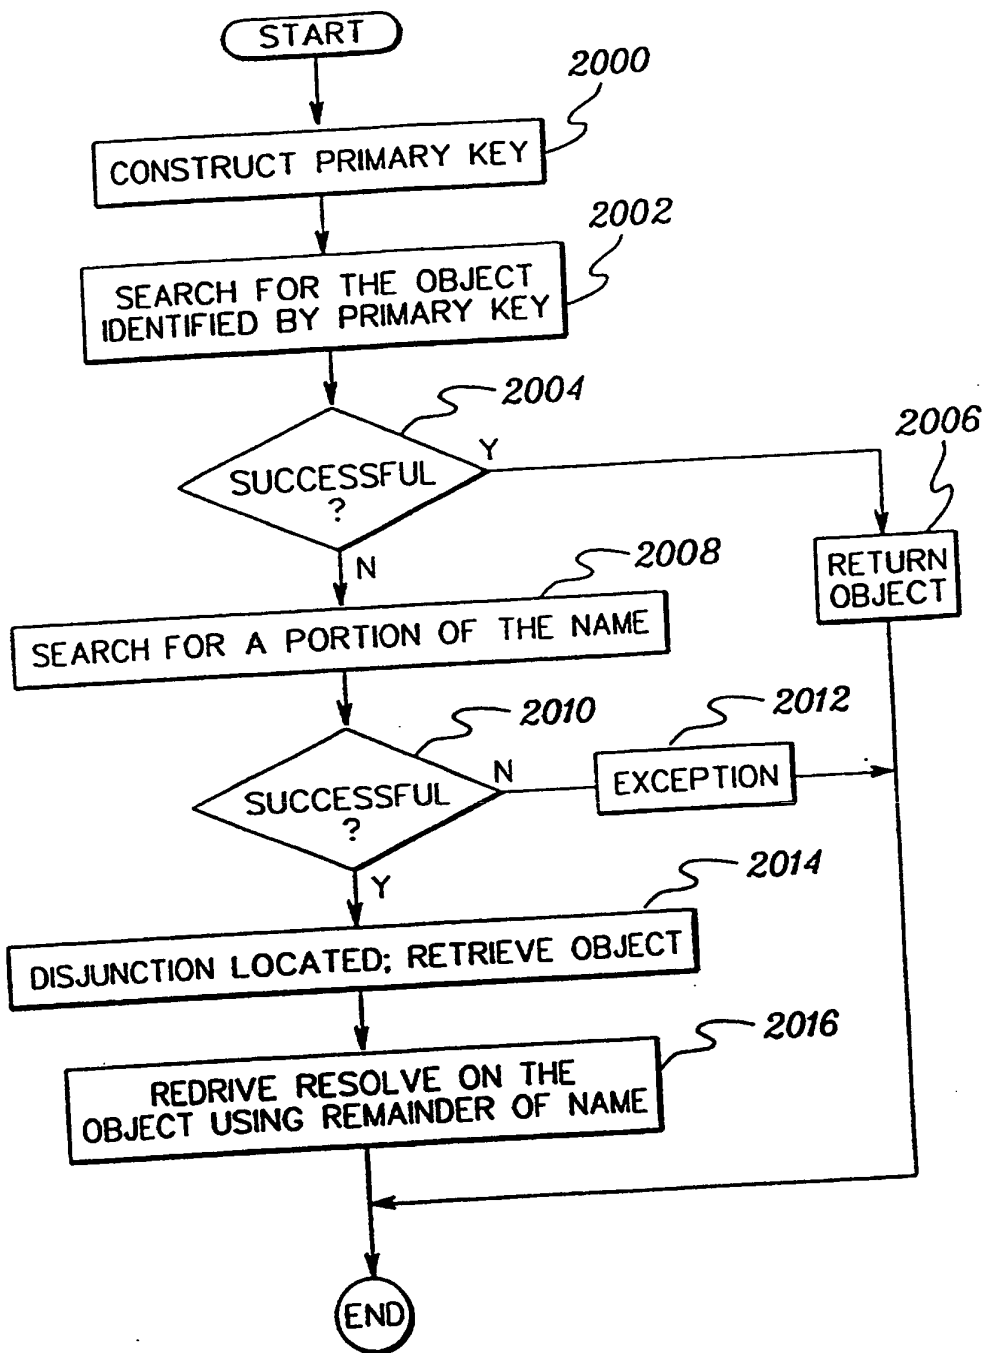 START
2000
CONSTRUCT PRIMARY KEY
2002
SEARCH FOR THE OBJECT
IDENTIFIED BY PRIMARY KEY
2004
SUCCESSFUL
?
Y
2006
RETURN
OBJECT
N
2008
SEARCH FOR A PORTION OF THE NAME
2010
SUCCESSFUL
?
N
2012
EXCEPTION
Y
2014
DISJUNCTION LOCATED; RETRIEVE OBJECT
2016
REDRIVE RESOLVE ON THE
OBJECT USING REMAINDER OF NAME
END